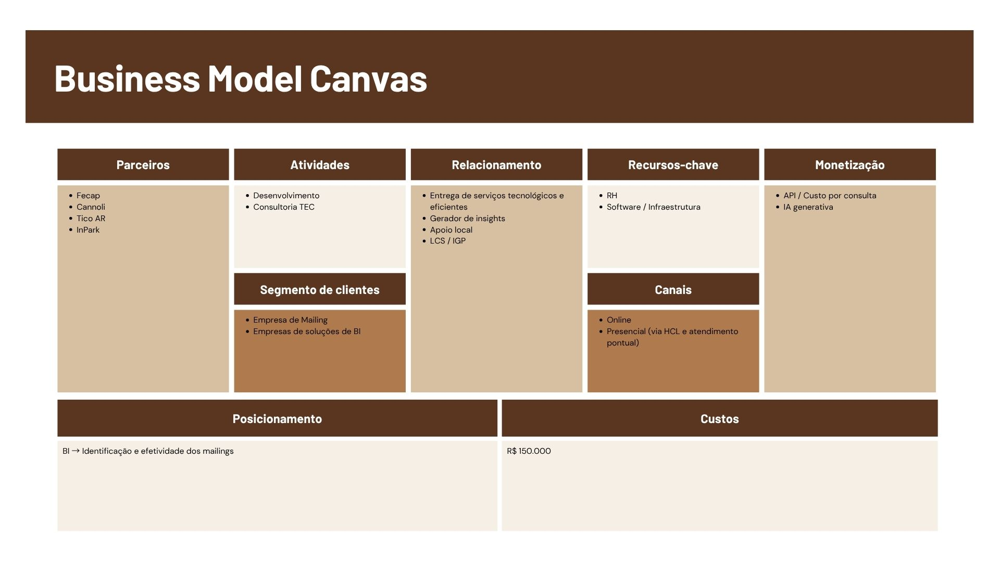 Business Model Canvas
Parceiros
• Fecap
• Cannoli
• Tico AR
• InPark
Atividades
• Desenvolvimento
• Consultoria TEC
Segmento de clientes
• Empresa de Mailing
• Empresas de soluções de BI
Relacionamento
• Entrega de serviços tecnológicos e
eficientes
• Gerador de insights
• Apoio local
• LCS / IGP
Recursos-chave
• RH
• Software / Infraestrutura
Canais
• Online
• Presencial (via HCL e atendimento
pontual)
Monetização
• API / Custo por consulta
• IA generativa
Posicionamento
BI → Identificação e efetividade dos mailings
Custos
R$ 150.000